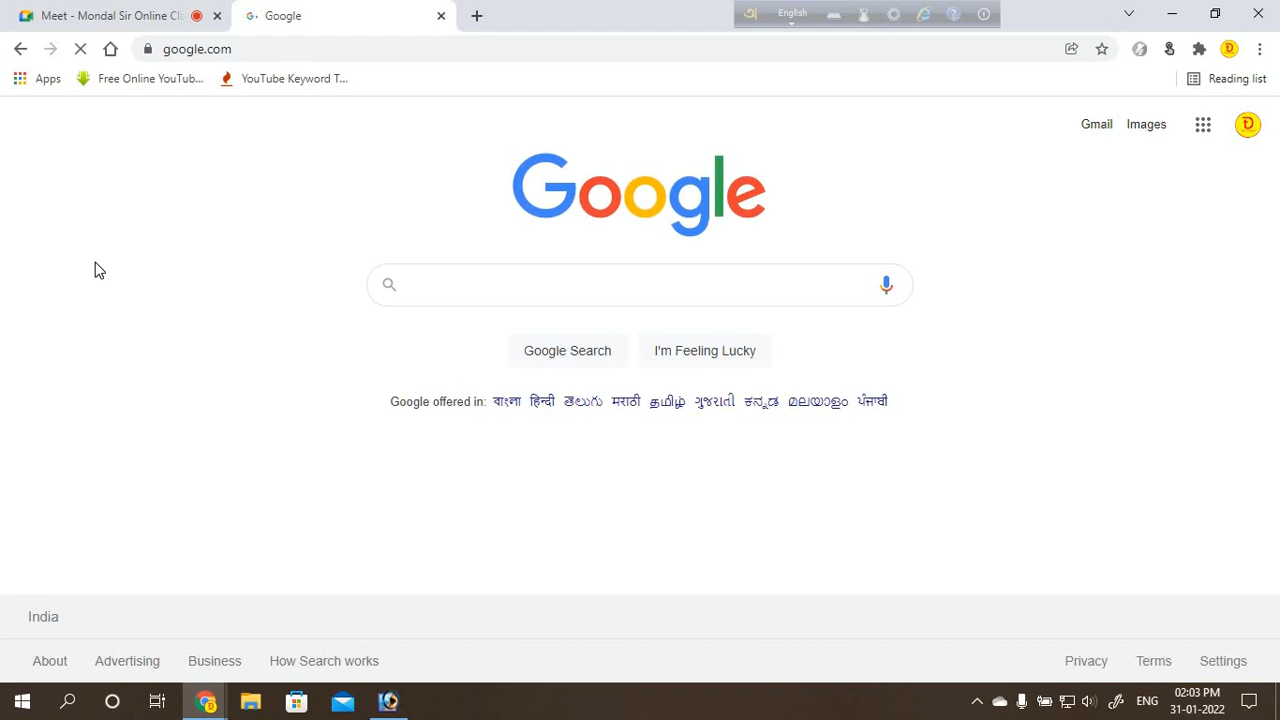 Meet - Mondal Sir Online Cl
Google
English
google.com
Apps
Free Online YouTub...
YouTube Keyword T...
Reading list
Gmail
Images
Google
Google Search
I'm Feeling Lucky
Google offered in: বাংলা हिन्दी తెలుగు मराठी தமிழ் ગુજરાતી ಕನ್ನಡ മലയാളം ਪੰਜਾਬੀ
India
About
Advertising
Business
How Search works
Privacy
Terms
Settings
ENG
02:03 PM
31-01-2022